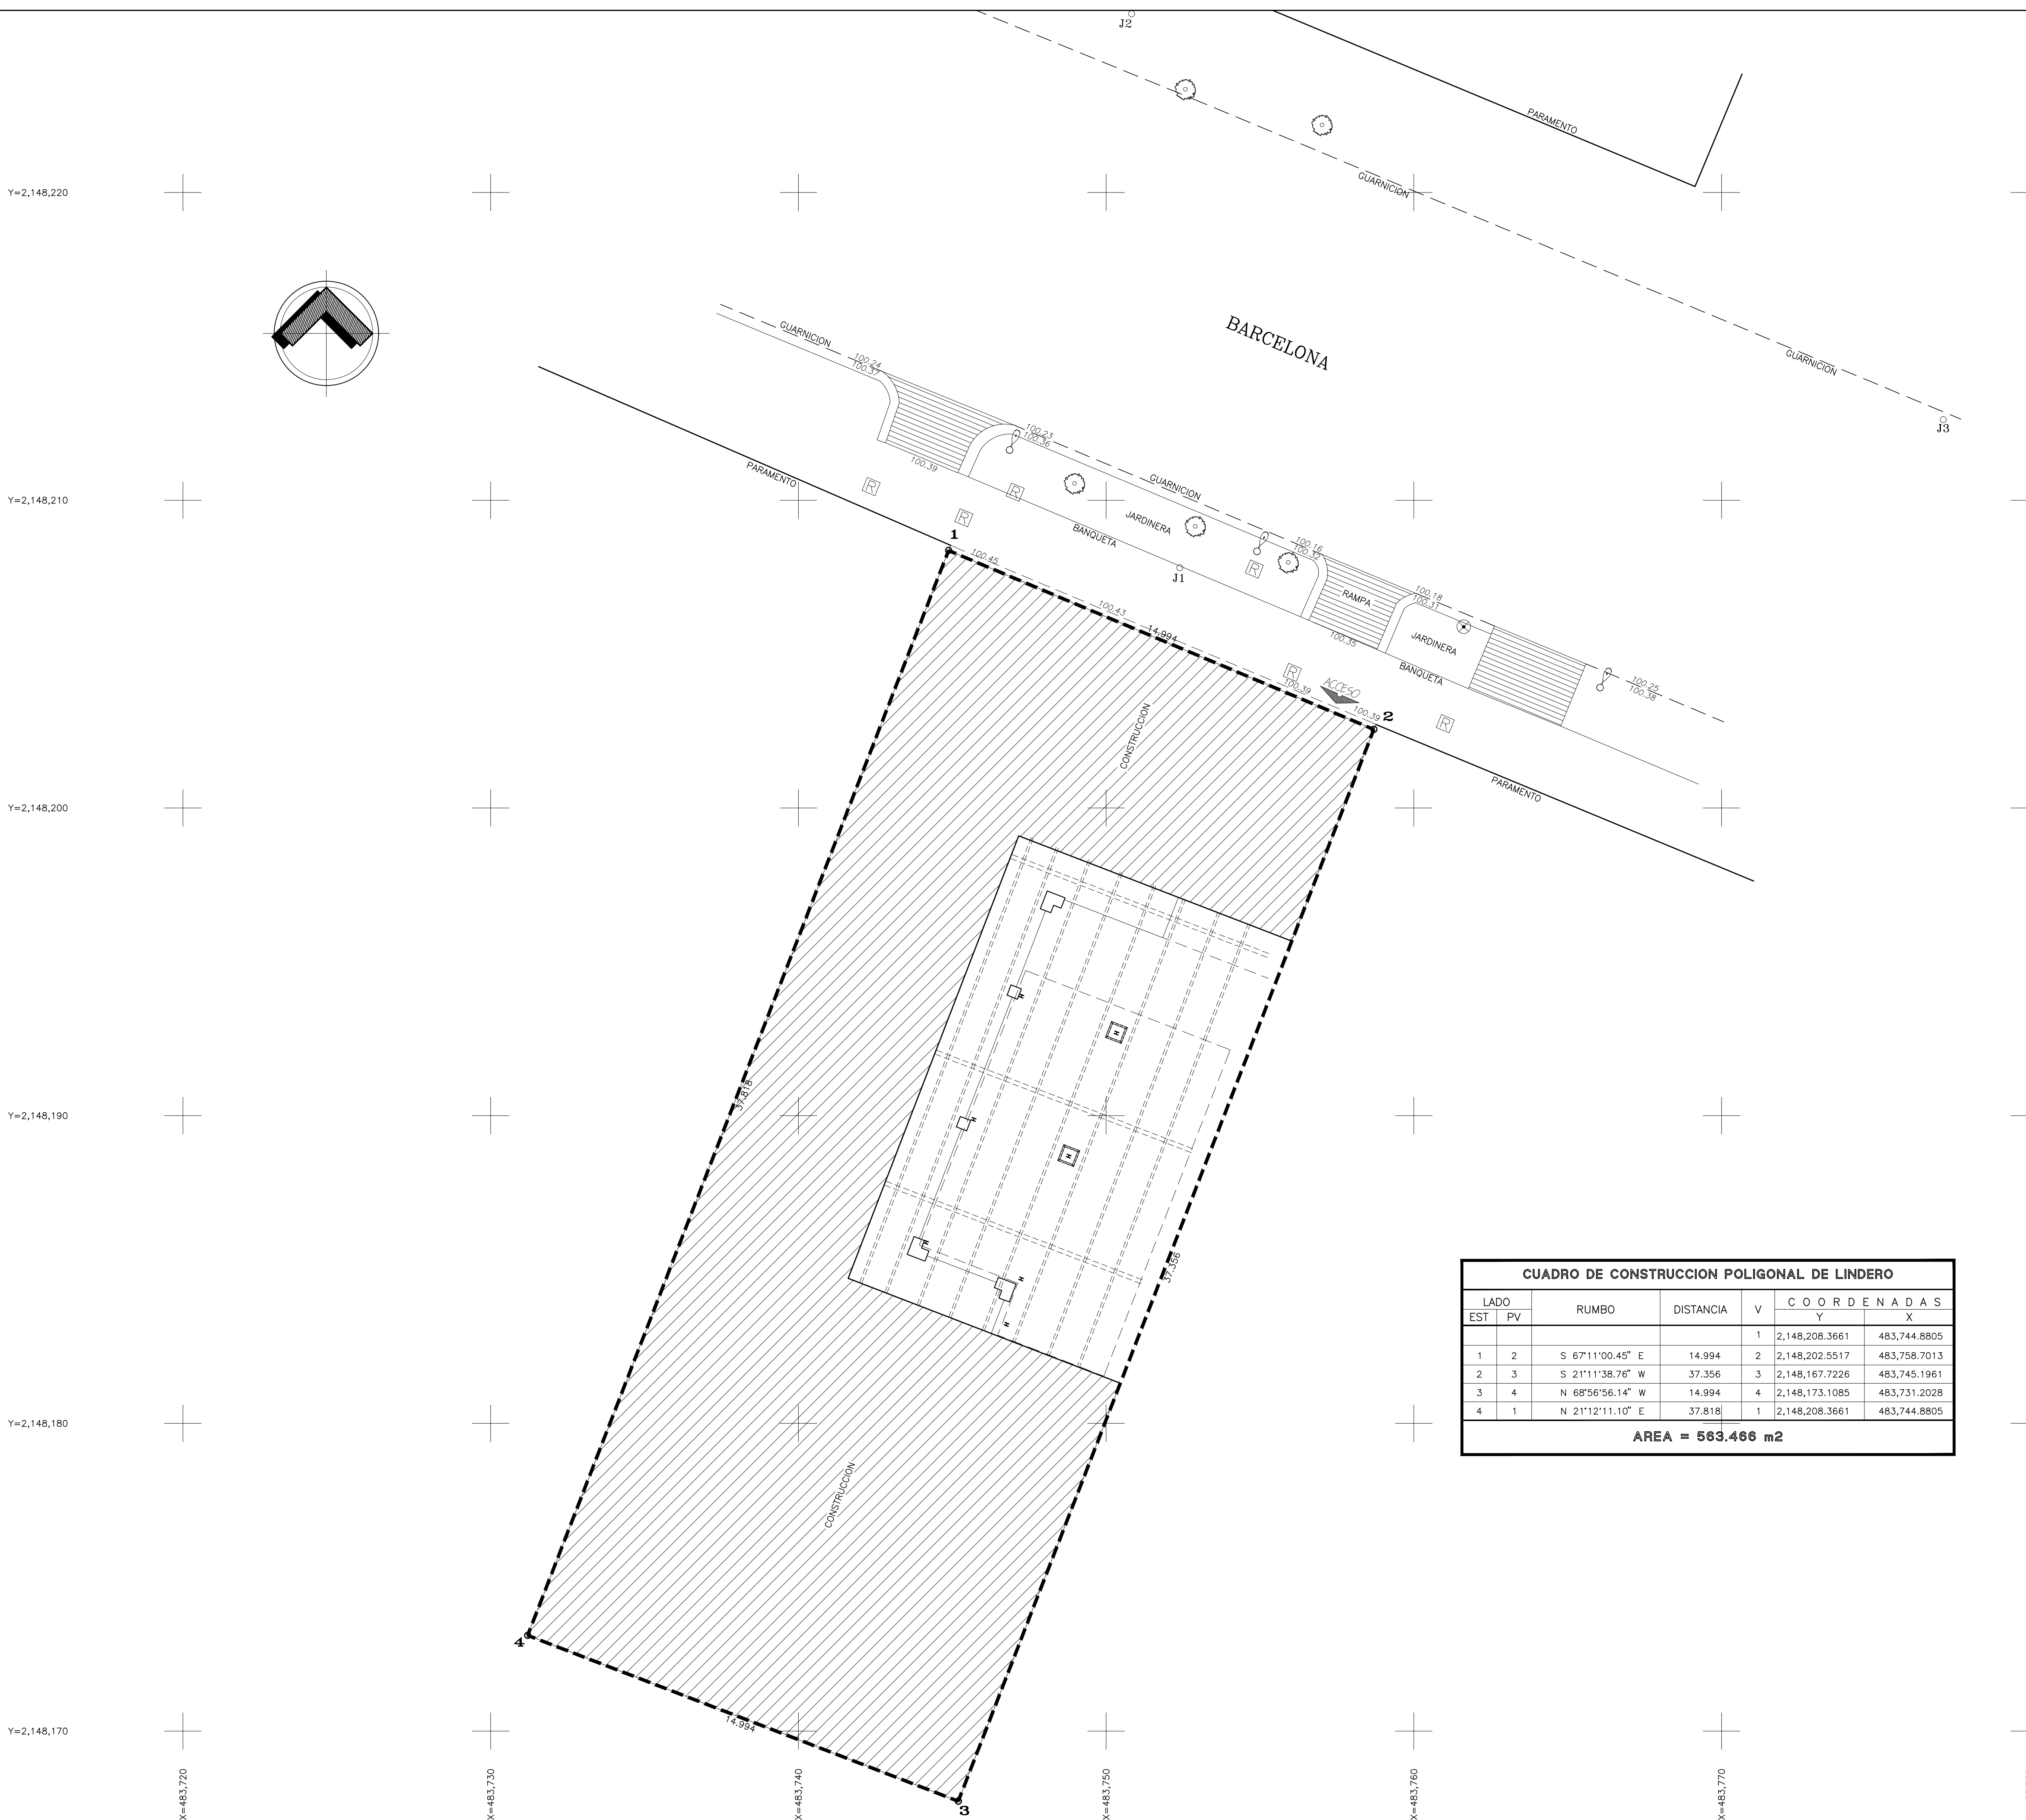 J2
PARAMENTO
GUARNICION
Y=2,148,220
BARCELONA
GUARNICION
GUARNICION
J3
100.24
100.37
100.23
100.36
100.39
PARAMENTO
GUARNICION
Y=2,148,210
R
R
R
JARDINERA
BANQUETA
1
100.45
J1
100.16
100.32
R
RAMPA
100.18
100.31
100.43
14.994
100.35
JARDINERA
BANQUETA
R
100.39
ACCESO
100.25
100.38
100.39
2
R
CONSTRUCCION
PARAMENTO
Y=2,148,200
H
H
37.818
Y=2,148,190
H
H
H
37.356
H
H
CUADRO DE CONSTRUCCION POLIGONAL DE LINDERO
LADO RUMBO DISTANCIA V C O O R D E N A D A S
EST PV Y X
1 2,148,208.3661 483,744.8805
1 2 S 67°11'00.45" E 14.994 2 2,148,202.5517 483,758.7013
2 3 S 21°11'38.76" W 37.356 3 2,148,167.7226 483,745.1961
3 4 N 68°56'56.14" W 14.994 4 2,148,173.1085 483,731.2028
4 1 N 21°12'11.10" E 37.818 1 2,148,208.3661 483,744.8805
AREA = 563.466 m2
Y=2,148,180
CONSTRUCCION
4
14.994
Y=2,148,170
3
X=483,720
X=483,730
X=483,740
X=483,750
X=483,760
X=483,770